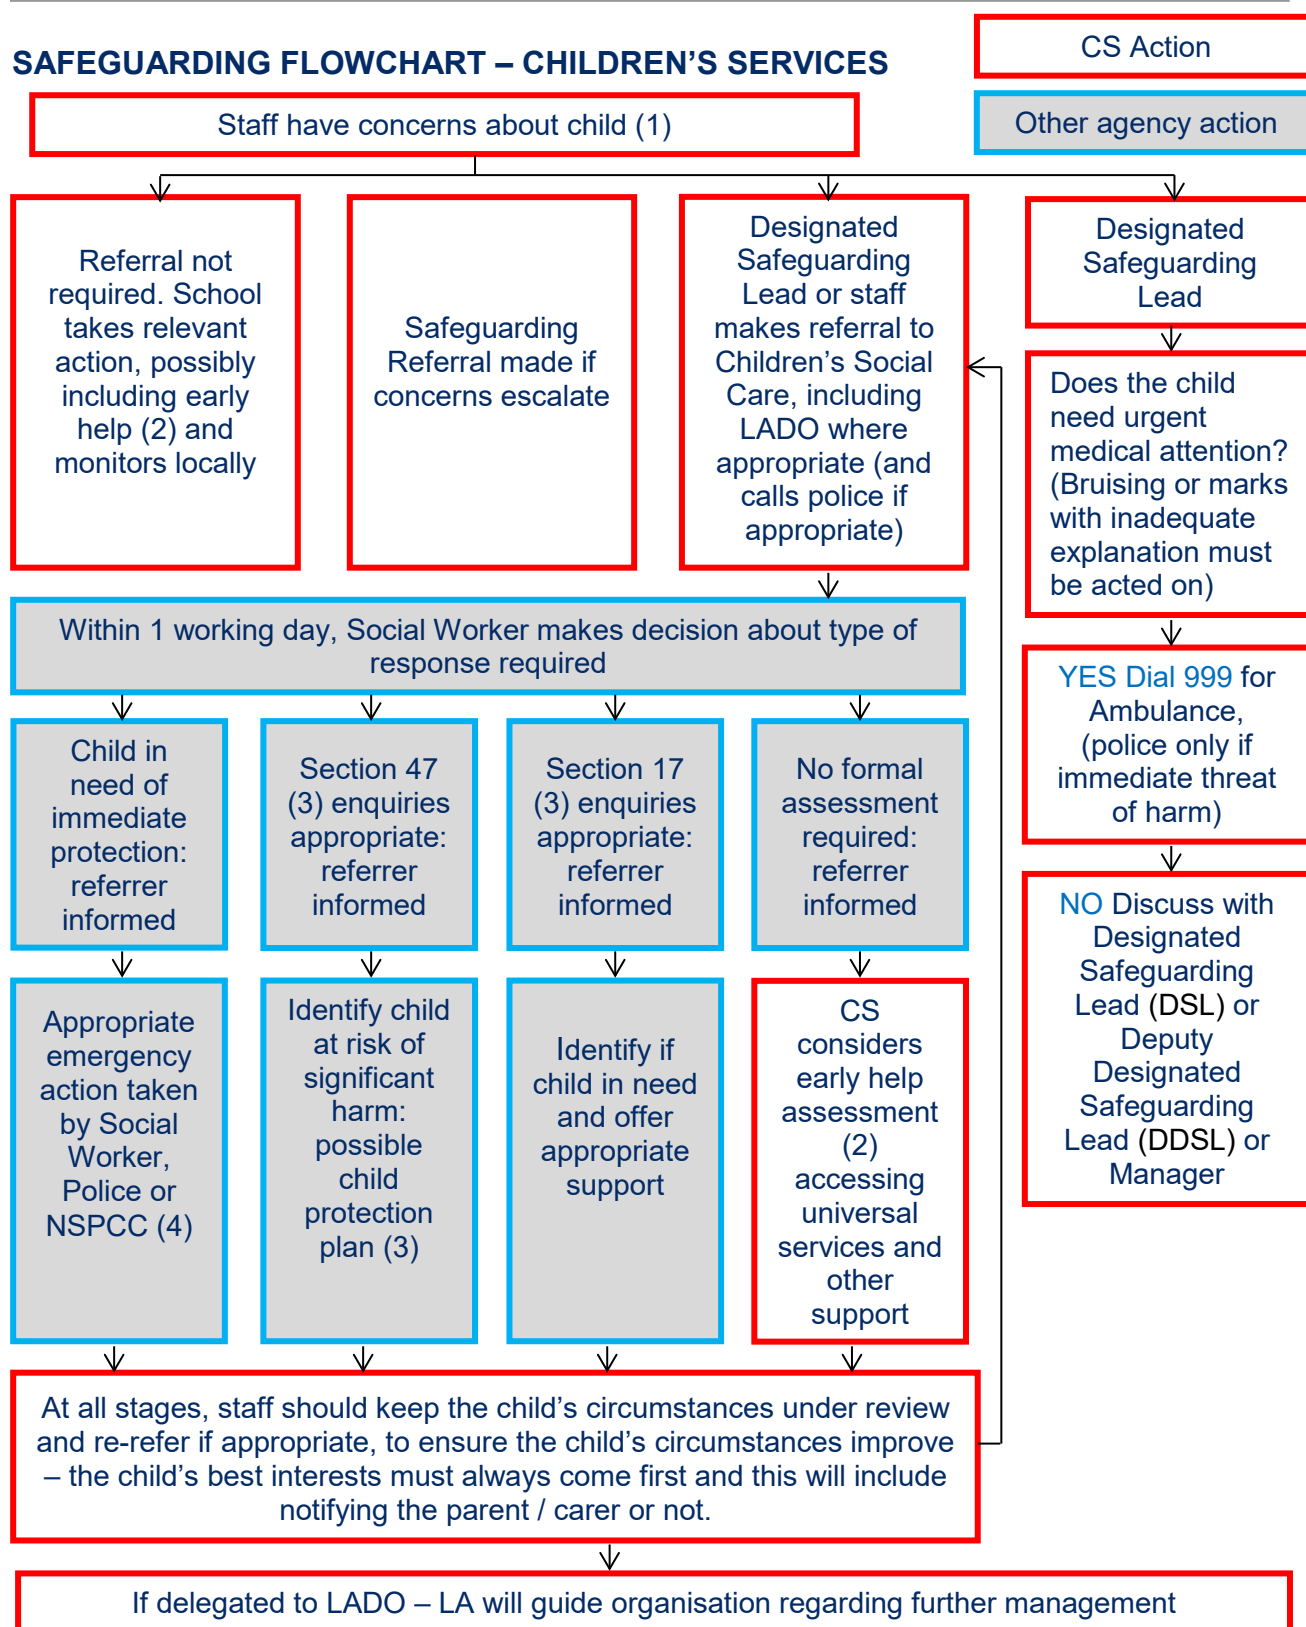 SAFEGUARDING FLOWCHART – CHILDREN’S SERVICES
CS Action
Other agency action
Staff have concerns about child (1)
Referral not
required. School
takes relevant
action, possibly
including early
help (2) and
monitors locally
Safeguarding
Referral made if
concerns escalate
Designated
Safeguarding
Lead or staff
makes referral to
Children’s Social
Care, including
LADO where
appropriate (and
calls police if
appropriate)
Designated
Safeguarding
Lead
Does the child
need urgent
medical attention?
(Bruising or marks
with inadequate
explanation must
be acted on)
YES Dial 999 for
Ambulance,
(police only if
immediate threat
of harm)
NO Discuss with
Designated
Safeguarding
Lead (DSL) or
Deputy
Designated
Safeguarding
Lead (DDSL) or
Manager
Within 1 working day, Social Worker makes decision about type of
response required
Child in
need of
immediate
protection:
referrer
informed
Section 47
(3) enquiries
appropriate:
referrer
informed
Section 17
(3) enquiries
appropriate:
referrer
informed
No formal
assessment
required:
referrer
informed
Appropriate
emergency
action taken
by Social
Worker,
Police or
NSPCC (4)
Identify child
at risk of
significant
harm:
possible
child
protection
plan (3)
Identify if
child in need
and offer
appropriate
support
CS
considers
early help
assessment
(2)
accessing
universal
services and
other
support
At all stages, staff should keep the child’s circumstances under review
and re-refer if appropriate, to ensure the child’s circumstances improve
– the child’s best interests must always come first and this will include
notifying the parent / carer or not.
If delegated to LADO – LA will guide organisation regarding further management